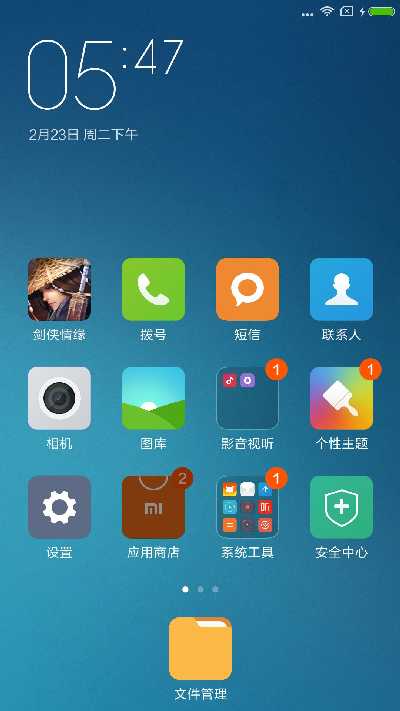 05:47
2月23日 周二下午
剑侠情缘
拨号
短信
联系人
1
1
相机
图库
影音视听
个性主题
2
1
mi
设置
应用商店
系统工具
安全中心
文件管理